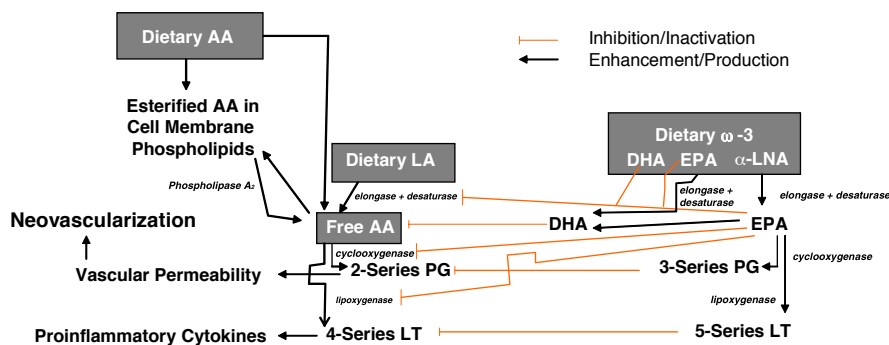 Dietary AA
Inhibition/Inactivation
Enhancement/Production
Esterified AA in
Cell Membrane
Phospholipids
Dietary LA
Dietary ω-3
DHA EPA α-LNA
Phospholipase A₂
elongase + desaturase
elongase +
desaturase
elongase + desaturase
Neovascularization
Free AA
DHA
EPA
cyclooxygenase
cyclooxygenase
Vascular Permeability
2-Series PG
3-Series PG
lipoxygenase
lipoxygenase
Proinflammatory Cytokines
4-Series LT
5-Series LT